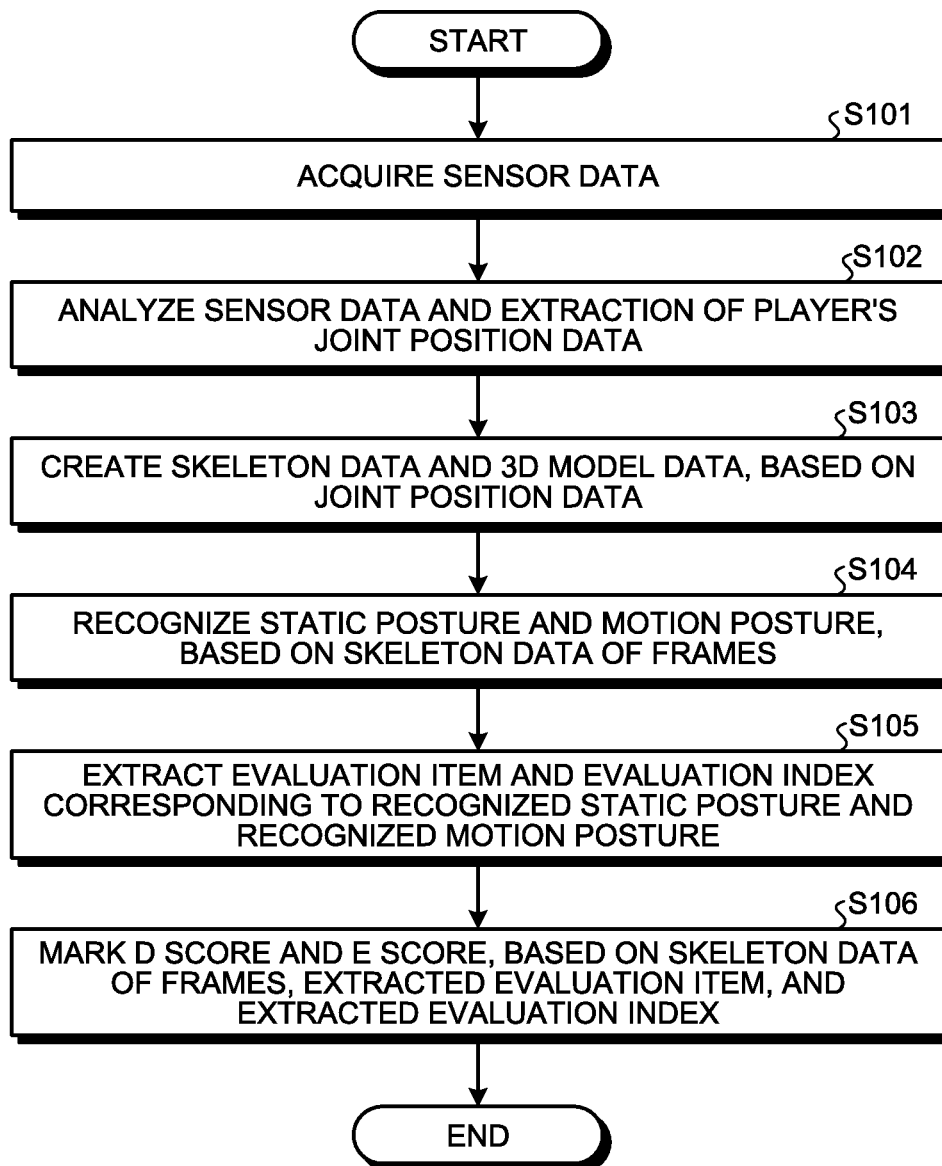 START
S101
ACQUIRE SENSOR DATA
S102
ANALYZE SENSOR DATA AND EXTRACTION OF PLAYER'S
JOINT POSITION DATA
S103
CREATE SKELETON DATA AND 3D MODEL DATA, BASED ON
JOINT POSITION DATA
S104
RECOGNIZE STATIC POSTURE AND MOTION POSTURE,
BASED ON SKELETON DATA OF FRAMES
S105
EXTRACT EVALUATION ITEM AND EVALUATION INDEX
CORRESPONDING TO RECOGNIZED STATIC POSTURE AND
RECOGNIZED MOTION POSTURE
S106
MARK D SCORE AND E SCORE, BASED ON SKELETON DATA
OF FRAMES, EXTRACTED EVALUATION ITEM, AND
EXTRACTED EVALUATION INDEX
END